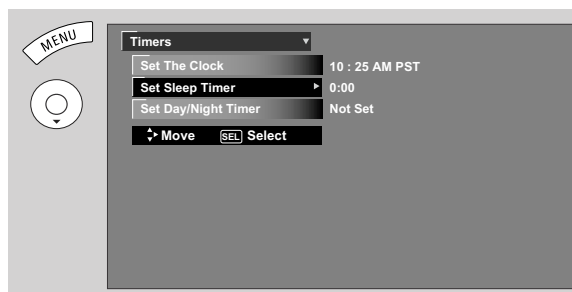 MENU
Timers
Set The Clock 10 : 25 AM PST
Set Sleep Timer 0:00
Set Day/Night Timer Not Set
Move SEL Select